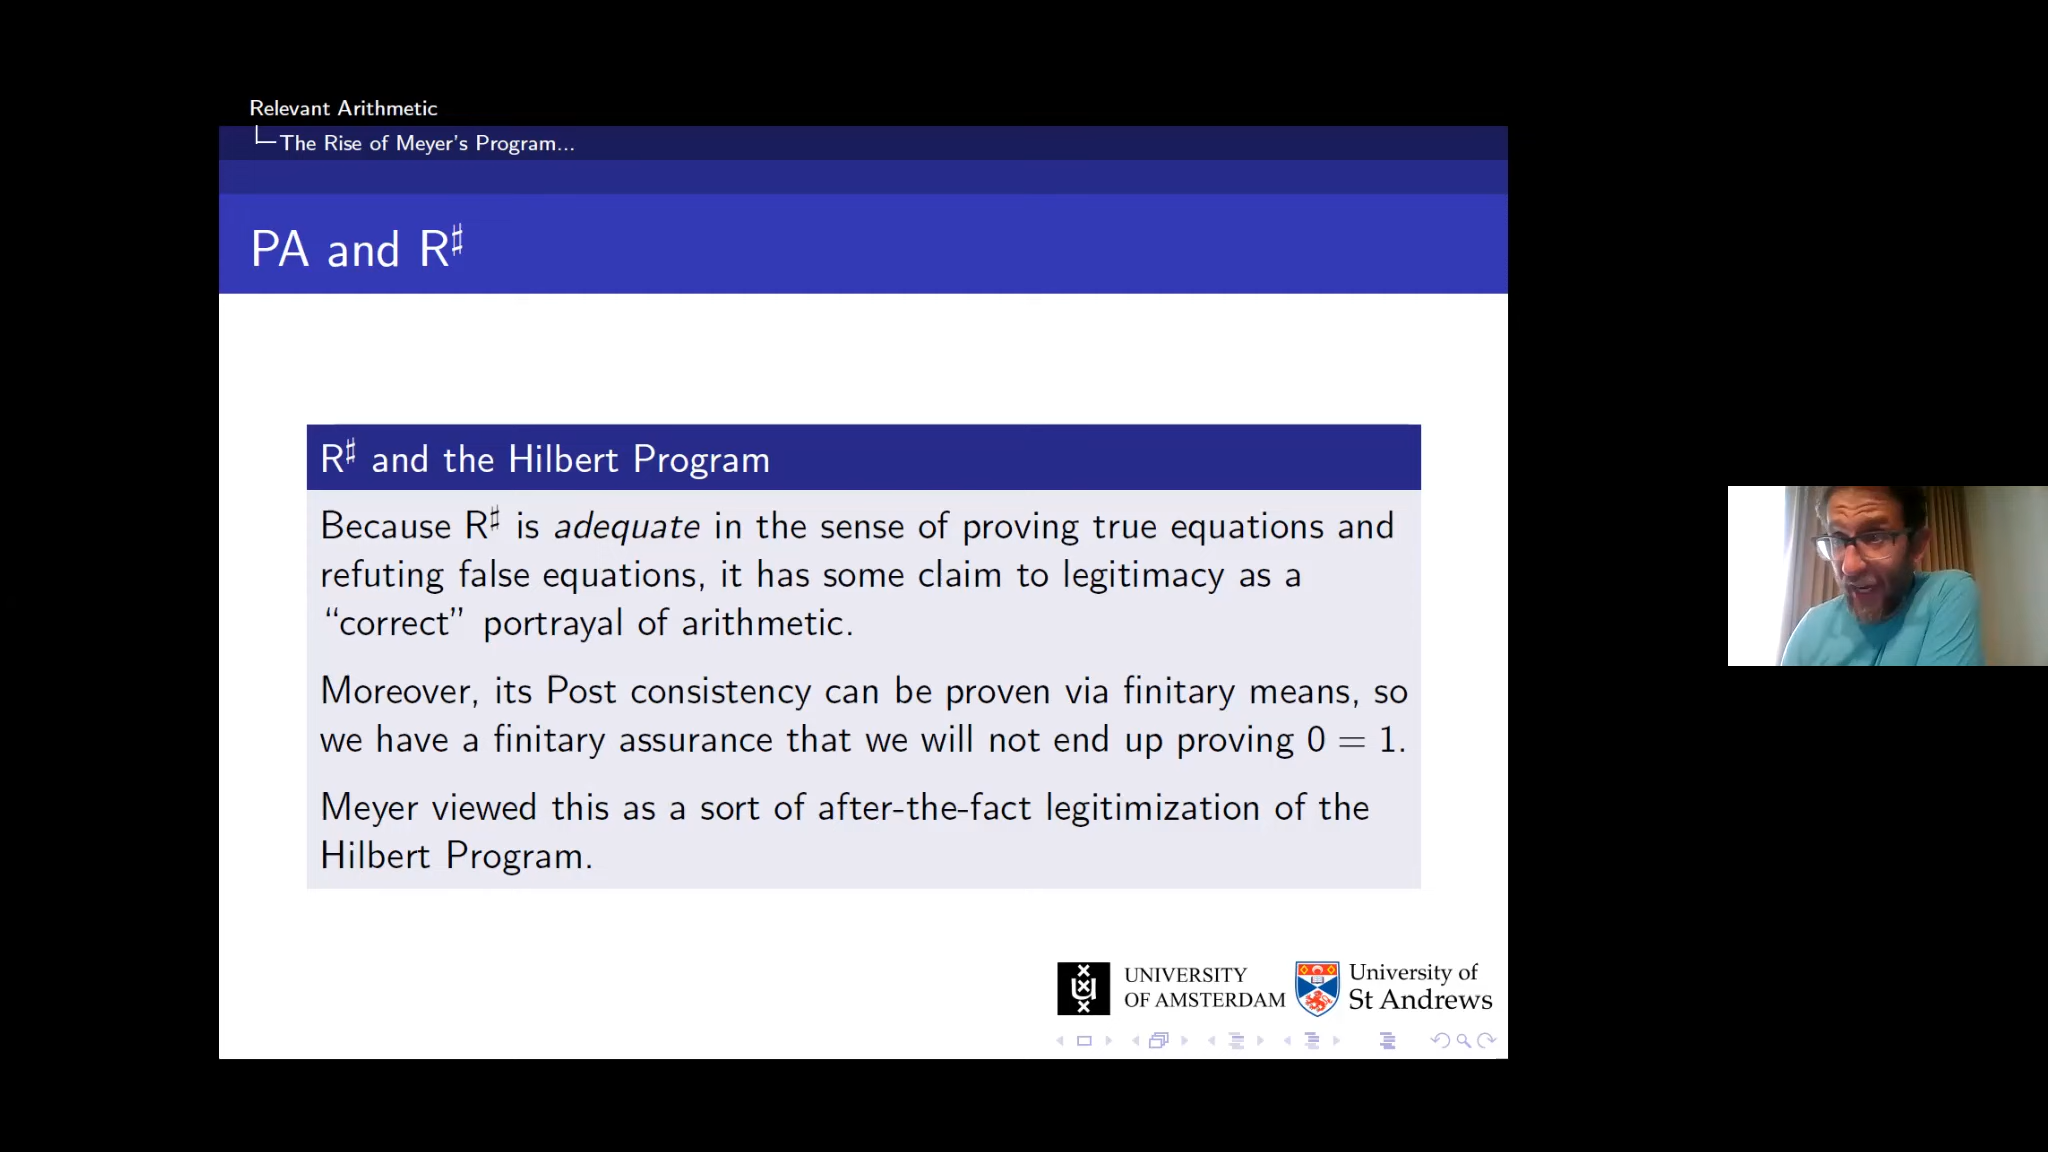 Relevant Arithmetic
The Rise of Meyer's Program...
PA and R♯
R♯ and the Hilbert Program
Because R♯ is adequate in the sense of proving true equations and
refuting false equations, it has some claim to legitimacy as a
“correct” portrayal of arithmetic.
Moreover, its Post consistency can be proven via finitary means, so
we have a finitary assurance that we will not end up proving 0 = 1.
Meyer viewed this as a sort of after-the-fact legitimization of the
Hilbert Program.
UNIVERSITY
OF AMSTERDAM
University of
St Andrews